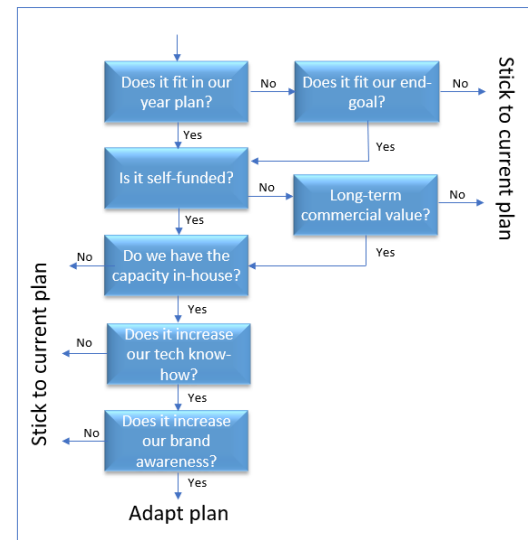 Does it fit in our
year plan?
No
Does it fit our end-
goal?
No
Stick to current plan
Yes
Yes
Is it self-funded?
No
Long-term
commercial value?
No
Yes
Yes
Do we have the
capacity in-house?
No
Stick to current plan
Yes
Does it increase
our tech know-
how?
No
Yes
Does it increase
our brand
awareness?
No
Yes
Adapt plan